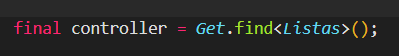 final controller = Get.find<Listas>();